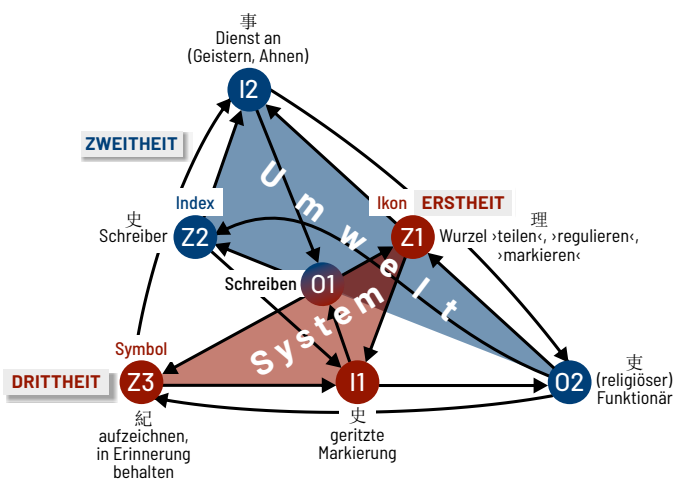 事
Dienst an
(Geistern, Ahnen)
I2
ZWEITHEIT
Index
Ikon
ERSTHEIT
史
Schreiber
Z2
Z1
理
Wurzel ›teilen‹, ›regulieren‹,
›markieren‹
Umwelt
Schreiben
O1
System
Symbol
DRITTHEIT
Z3
I1
O2
吏
(religiöser)
Funktionär
紀
aufzeichnen,
in Erinnerung
behalten
史
geritzte
Markierung